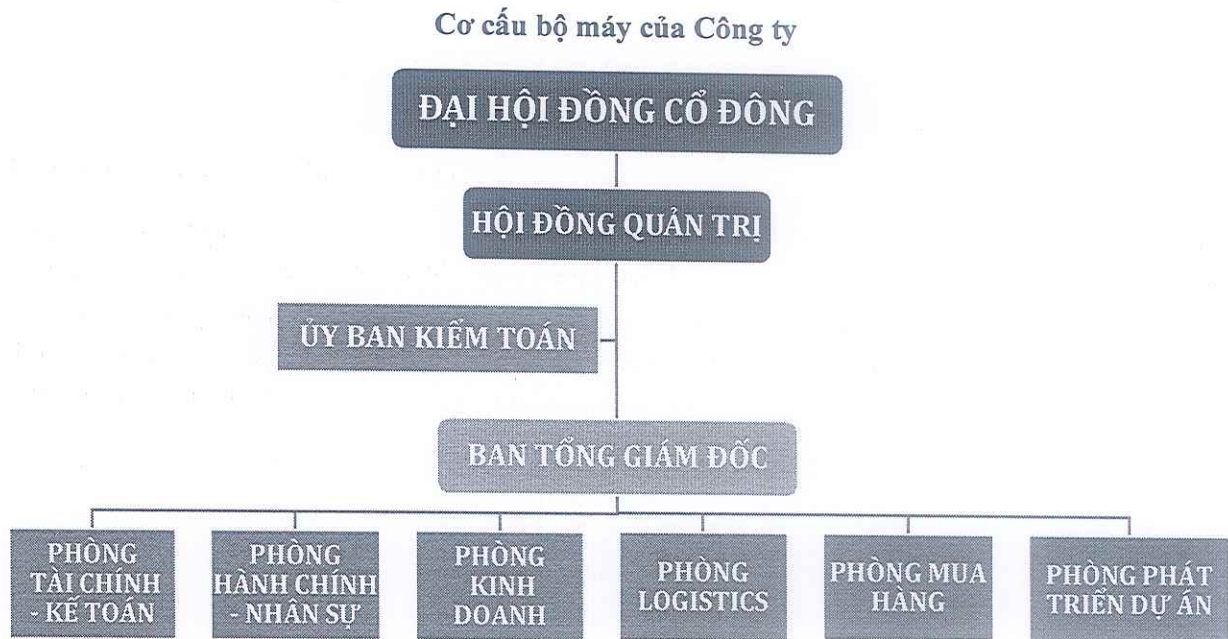 Cơ cấu bộ máy của Công ty
ĐẠI HỘI ĐỒNG CỔ ĐÔNG
HỘI ĐỒNG QUẢN TRỊ
ỦY BAN KIỂM TOÁN
BAN TỔNG GIÁM ĐỐC
PHÒNG
TÀI CHÍNH
- KẾ TOÁN
PHÒNG
HÀNH CHÍNH
- NHÂN SỰ
PHÒNG
KINH
DOANH
PHÒNG
LOGISTICS
PHÒNG MUA
HÀNG
PHÒNG PHÁT
TRIỂN DỰ ÁN